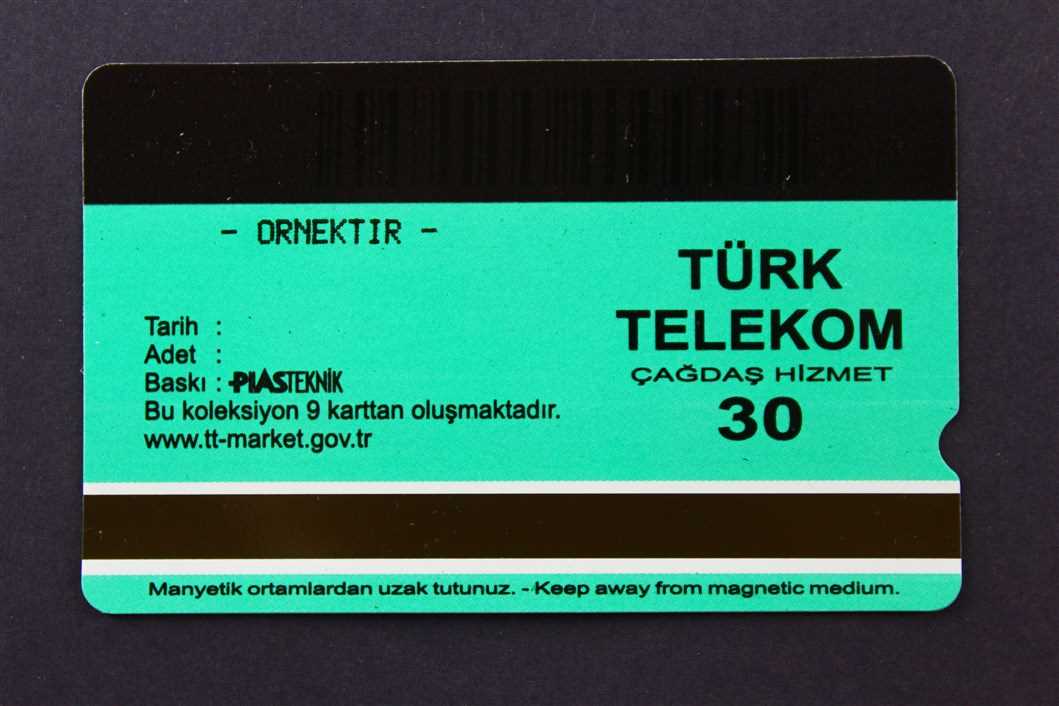 - ORNEKTIR -
TÜRK
TELEKOM
ÇAĞDAŞ HİZMET
30
Tarih :
Adet :
Baskı : PLASTEKNİK
Bu koleksiyon 9 karttan oluşmaktadır.
www.tt-market.gov.tr
Manyetik ortamlardan uzak tutunuz. - Keep away from magnetic medium.